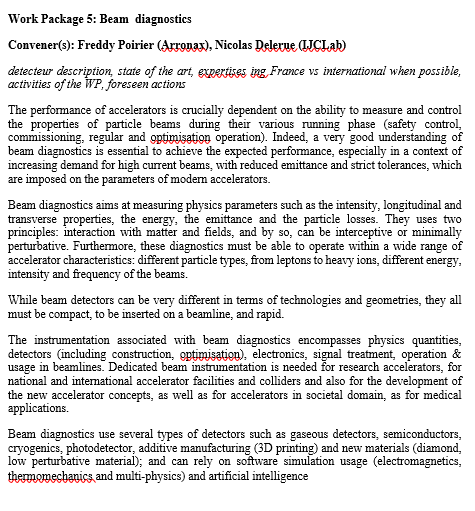 Work Package 5: Beam diagnostics
Convener(s): Freddy Poirier (Arronax), Nicolas Delerue (IJCLab)
detecteur description, state of the art, expertises ing France vs international when possible,
activities of the WP, foreseen actions
The performance of accelerators is crucially dependent on the ability to measure and control
the properties of particle beams during their various running phase (safety control,
commissioning, regular and optimisation operation). Indeed, a very good understanding of
beam diagnostics is essential to achieve the expected performance, especially in a context of
increasing demand for high current beams, with reduced emittance and strict tolerances, which
are imposed on the parameters of modern accelerators.
Beam diagnostics aims at measuring physics parameters such as the intensity, longitudinal and
transverse properties, the energy, the emittance and the particle losses. They uses two
principles: interaction with matter and fields, and by so, can be interceptive or minimally
perturbative. Furthermore, these diagnostics must be able to operate within a wide range of
accelerator characteristics: different particle types, from leptons to heavy ions, different energy,
intensity and frequency of the beams.
While beam detectors can be very different in terms of technologies and geometries, they all
must be compact, to be inserted on a beamline, and rapid.
The instrumentation associated with beam diagnostics encompasses physics quantities,
detectors (including construction, optimisation), electronics, signal treatment, operation &
usage in beamlines. Dedicated beam instrumentation is needed for research accelerators, for
national and international accelerator facilities and colliders and also for the development of
the new accelerator concepts, as well as for accelerators in societal domain, as for medical
applications.
Beam diagnostics use several types of detectors such as gaseous detectors, semiconductors,
cryogenics, photodetector, additive manufacturing (3D printing) and new materials (diamond,
low perturbative material); and can rely on software simulation usage (electromagnetics,
thermomechanics and multi-physics) and artificial intelligence